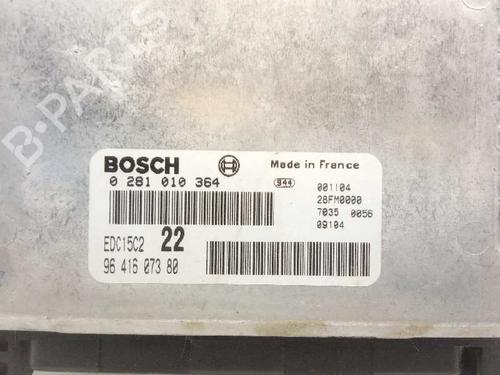 B-PARTS
BOSCH
Made in France
0 281 010 364
S44
001104
28FM0000
7035 0056
09104
EDC15C2 22
96 416 073 80